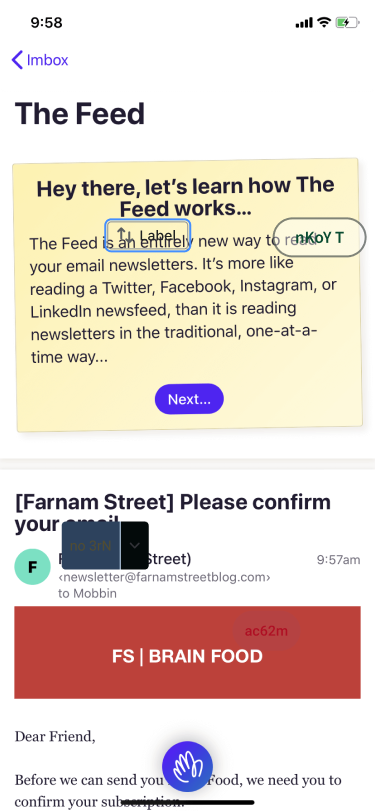 9:58
Imbox
The Feed
Hey there, let's learn how The
Feed works...
Label
nKoY T
The Feed is an entirely new way to read
your email newsletters. It's more like
reading a Twitter, Facebook, Instagram, or
LinkedIn newsfeed, than it is reading
newsletters in the traditional, one-at-a-
time way...
Next...
[Farnam Street] Please confirm
your email
no 3rN
F
Street)
9:57am
<newsletter@farnamstreetblog.com>
to Mobbin
ac62m
FS | BRAIN FOOD
Dear Friend,
Before we can send you Food, we need you to
confirm your subscription.